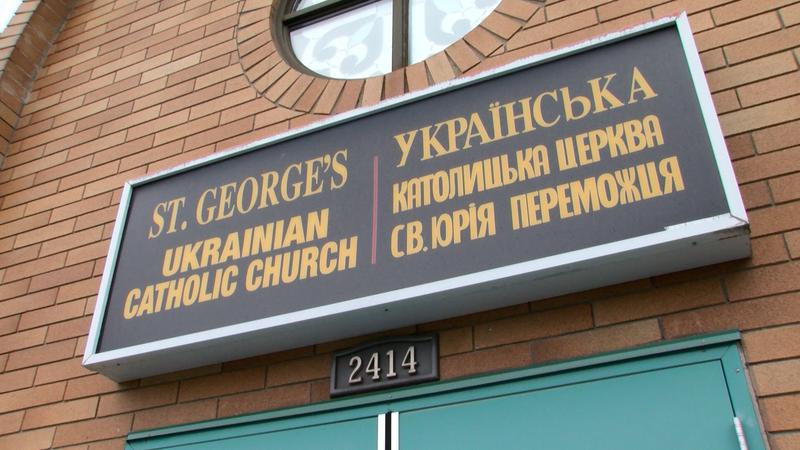 ST. GEORGE'S
UKRAINIAN
CATHOLIC CHURCH
УКРАЇНСЬКА
КАТОЛИЦЬКА ЦЕРКВА
СВ. ЮРІЯ ПЕРЕМОЖЦЯ
2414